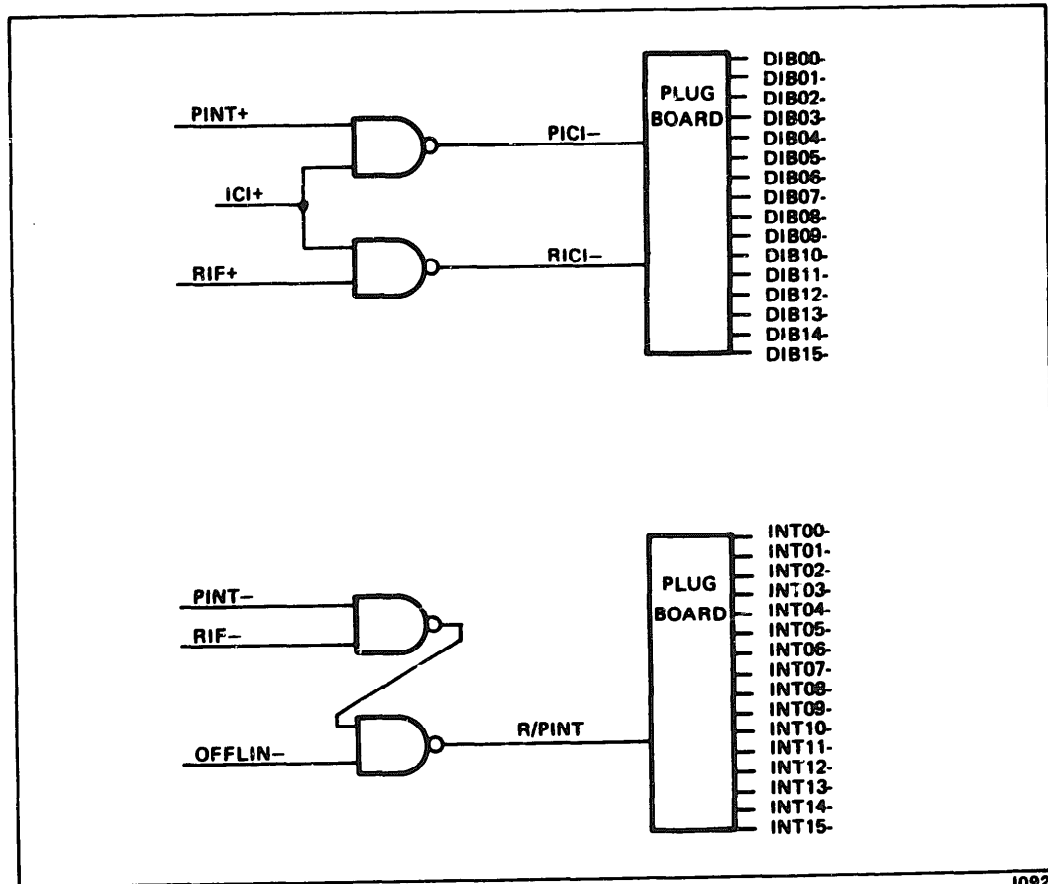 PINT+
ICI+
RIF+
PICI-
RICI-
PLUG
BOARD
DIB00-
DIB01-
DIB02-
DIB03-
DIB04-
DIB05-
DIB06-
DIB07-
DIB08-
DIB09-
DIB10-
DIB11-
DIB12-
DIB13-
DIB14-
DIB15-
PINT-
RIF-
OFFLIN-
R/PINT
PLUG
BOARD
INT00-
INT01-
INT02-
INT03-
INT04-
INT05-
INT06-
INT07-
INT08-
INT09-
INT10-
INT11-
INT12-
INT13-
INT14-
INT15-